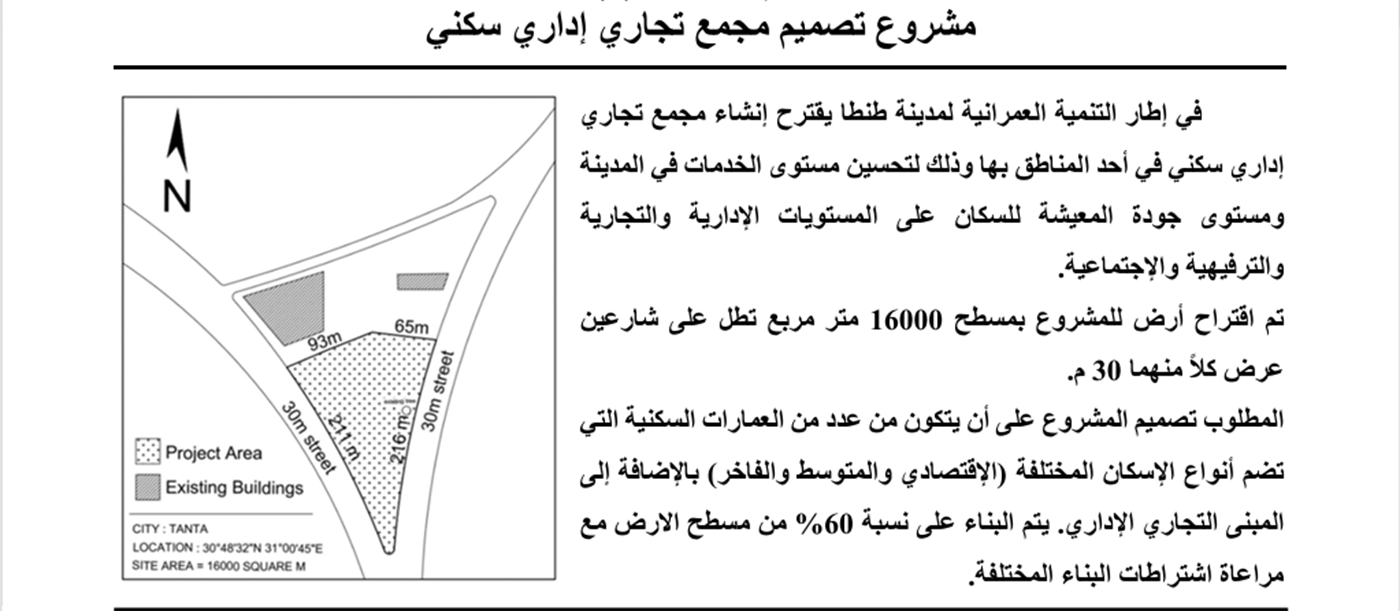 مشروع تصميم مجمع تجاري إداري سكني
في إطار التنمية العمرانية لمدينة طنطا يقترح إنشاء مجمع تجاري
إداري سكني في أحد المناطق بها وذلك لتحسين مستوى الخدمات في المدينة
ومستوى جودة المعيشة للسكان على المستويات الإدارية والتجارية
والترفيهية والإجتماعية.
تم اقتراح أرض للمشروع بمسطح 16000 متر مربع تطل على شارعين
عرض كلاً منهما 30 م.
المطلوب تصميم المشروع على أن يتكون من عدد من العمارات السكنية التي
تضم أنواع الإسكان المختلفة (الإقتصادي والمتوسط والفاخر) بالإضافة إلى
المبنى التجاري الإداري. يتم البناء على نسبة 60% من مسطح الارض مع
مراعاة اشتراطات البناء المختلفة.
N
65m
93m
30m street
211m
216 m
30m street
Project Area
Existing Buildings
CITY : TANTA
LOCATION : 30°48'32"N 31°00'45"E
SITE AREA = 16000 SQUARE M